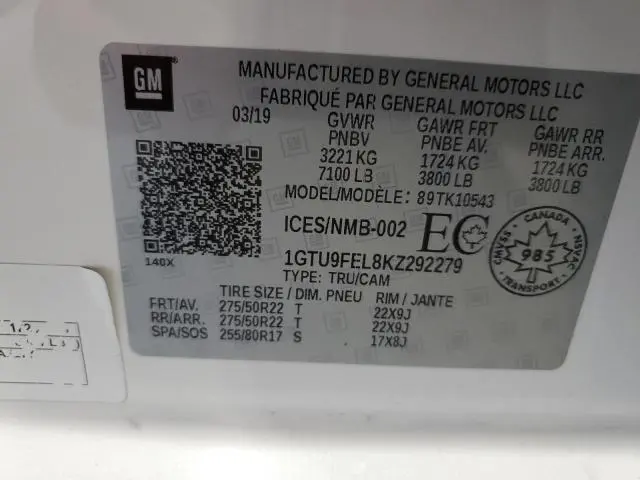 GM
MANUFACTURED BY GENERAL MOTORS LLC
FABRIQUÉ PAR GENERAL MOTORS LLC
03/19 GVWR GAWR FRT GAWR RR
PNBV PNBE AV. PNBE ARR.
3221 KG 1724 KG 1724 KG
7100 LB 3800 LB 3800 LB
MODEL/MODÈLE: 89TK10543
140X
ICES/NMB-002 EC
CANADA
CMVSS 985 NSVAC
TRANSPORT
1GTU9FEL8KZ292279
TYPE: TRU/CAM
TIRE SIZE / DIM. PNEU RIM / JANTE
FRT/AV. 275/50R22 T 22X9J
RR/ARR. 275/50R22 T 22X9J
SPA/SOS 255/80R17 S 17X8J